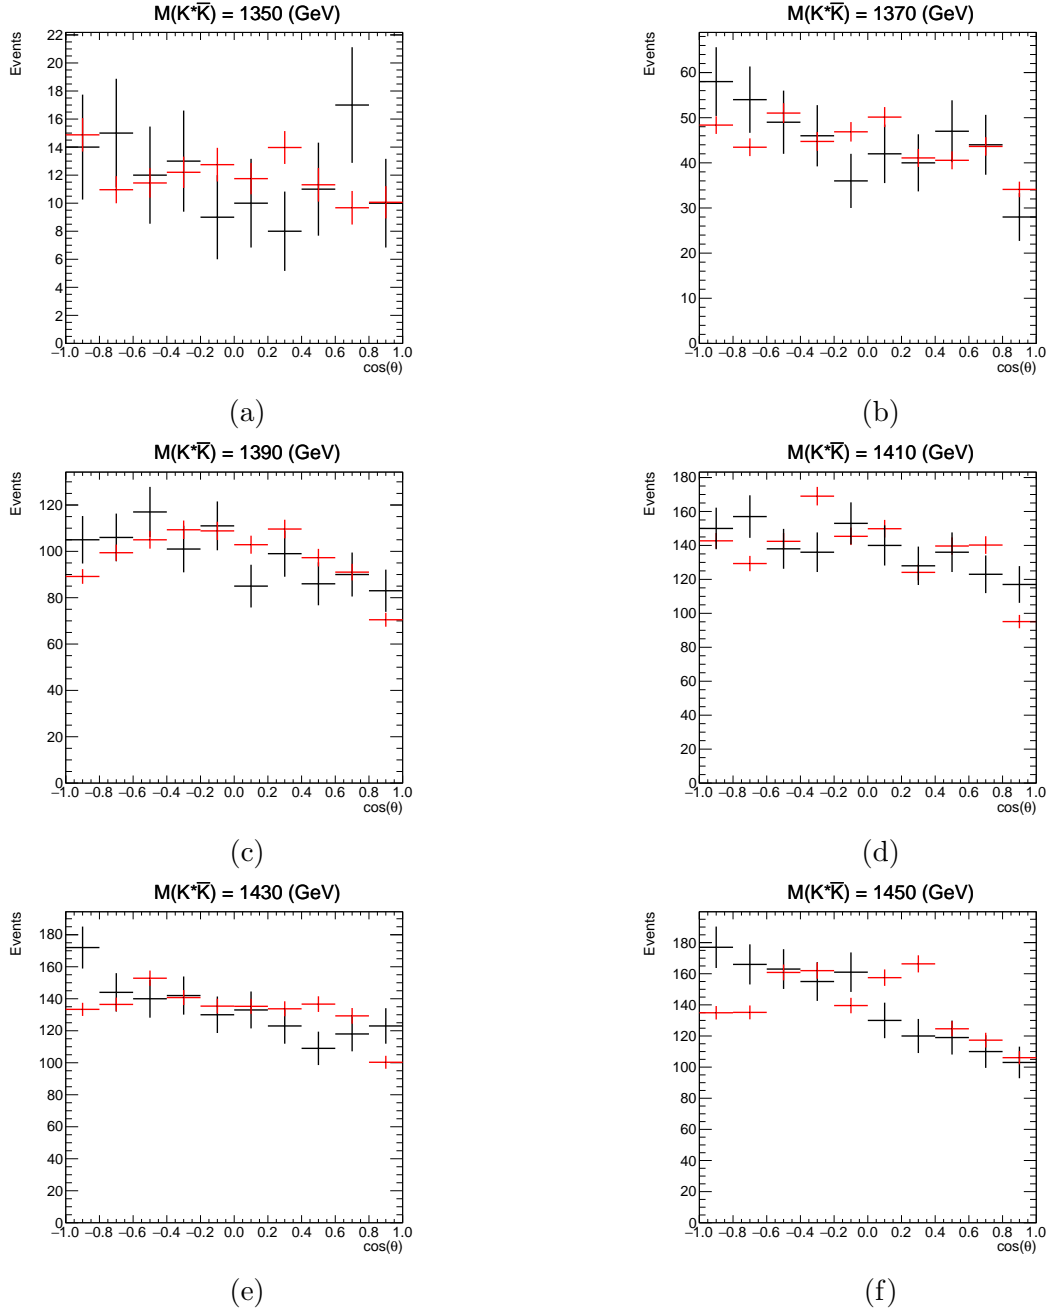 M(K*K̅) = 1350 (GeV)
Events
22
20
18
16
14
12
10
8
6
4
2
0
−1.0 −0.8 −0.6 −0.4 −0.2 0.0 0.2 0.4 0.6 0.8 1.0
cos(θ)
(a)
M(K*K̅) = 1370 (GeV)
Events
60
50
40
30
20
10
0
−1.0 −0.8 −0.6 −0.4 −0.2 0.0 0.2 0.4 0.6 0.8 1.0
cos(θ)
(b)
M(K*K̅) = 1390 (GeV)
Events
120
100
80
60
40
20
0
−1.0 −0.8 −0.6 −0.4 −0.2 0.0 0.2 0.4 0.6 0.8 1.0
cos(θ)
(c)
M(K*K̅) = 1410 (GeV)
Events
180
160
140
120
100
80
60
40
20
0
−1.0 −0.8 −0.6 −0.4 −0.2 0.0 0.2 0.4 0.6 0.8 1.0
cos(θ)
(d)
M(K*K̅) = 1430 (GeV)
Events
180
160
140
120
100
80
60
40
20
0
−1.0 −0.8 −0.6 −0.4 −0.2 0.0 0.2 0.4 0.6 0.8 1.0
cos(θ)
(e)
M(K*K̅) = 1450 (GeV)
Events
180
160
140
120
100
80
60
40
20
0
−1.0 −0.8 −0.6 −0.4 −0.2 0.0 0.2 0.4 0.6 0.8 1.0
cos(θ)
(f)